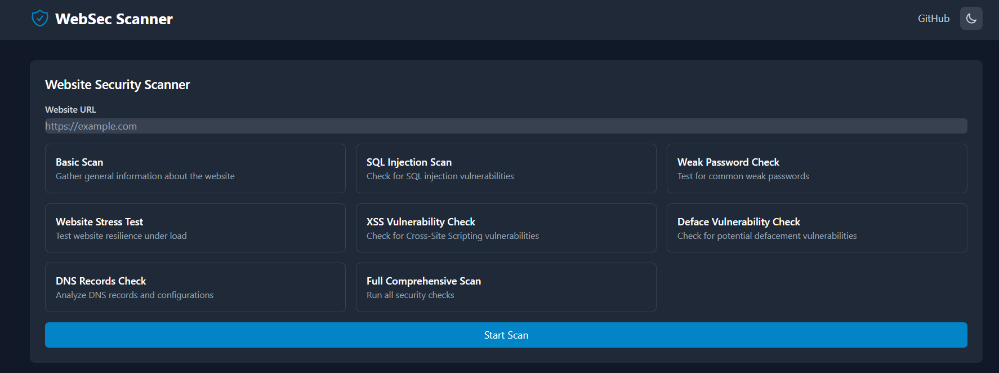 WebSec Scanner
GitHub
Website Security Scanner
Website URL
https://example.com
Basic Scan
Gather general information about the website
SQL Injection Scan
Check for SQL injection vulnerabilities
Weak Password Check
Test for common weak passwords
Website Stress Test
Test website resilience under load
XSS Vulnerability Check
Check for Cross-Site Scripting vulnerabilities
Deface Vulnerability Check
Check for potential defacement vulnerabilities
DNS Records Check
Analyze DNS records and configurations
Full Comprehensive Scan
Run all security checks
Start Scan